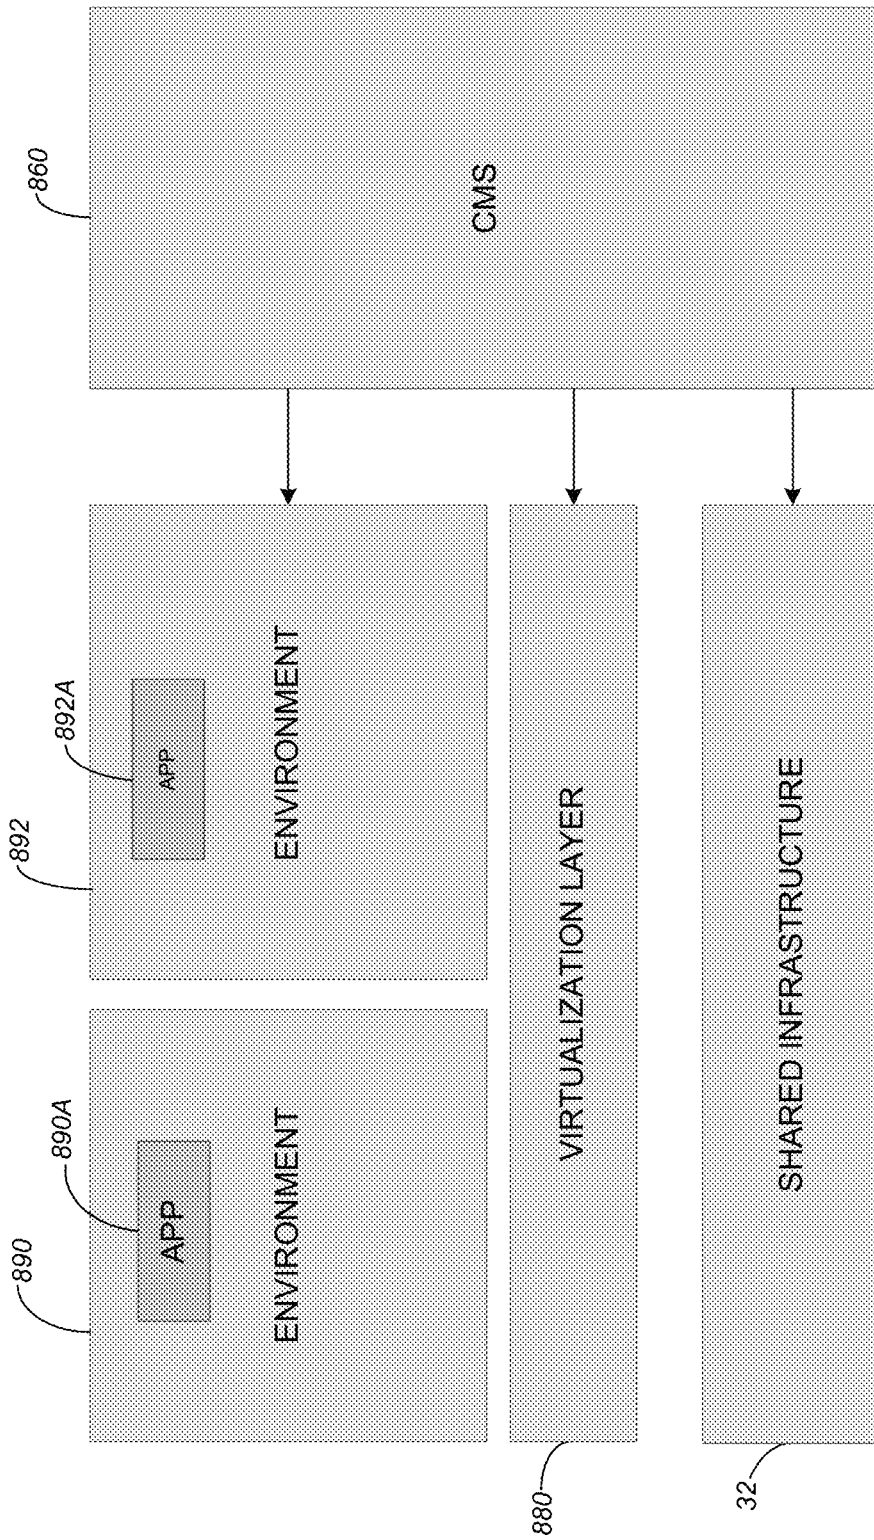 890
890A
892
892A
860
APP
APP
ENVIRONMENT
ENVIRONMENT
CMS
880
VIRTUALIZATION LAYER
32
SHARED INFRASTRUCTURE